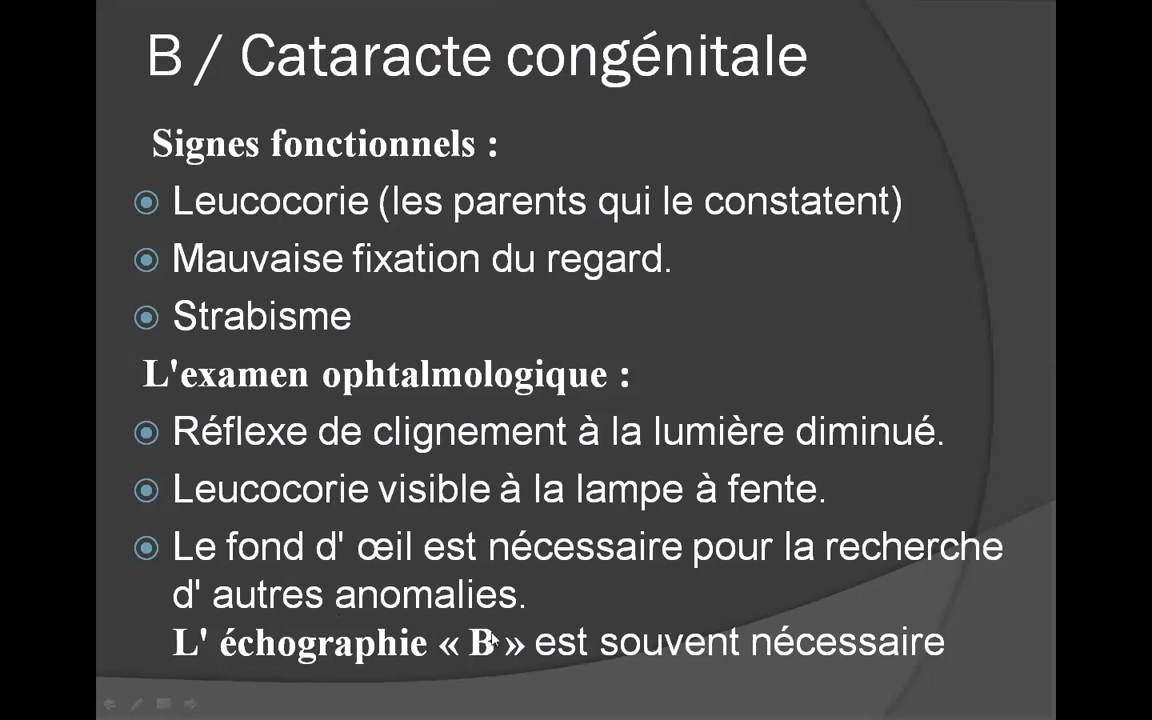 B / Cataracte congénitale
Signes fonctionnels :
Leucocorie (les parents qui le constatent)
Mauvaise fixation du regard.
Strabisme
L'examen ophtalmologique :
Réflexe de clignement à la lumière diminué.
Leucocorie visible à la lampe à fente.
Le fond d' œil est nécessaire pour la recherche
d' autres anomalies.
L' échographie « B » est souvent nécessaire